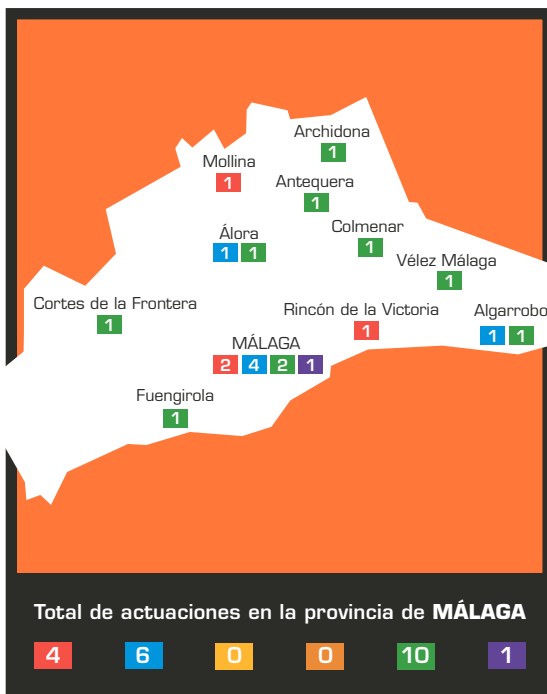 Archidona
1
Mollina
1
Antequera
1
Álora
1 1
Colmenar
1
Vélez Málaga
1
Cortes de la Frontera
1
Rincón de la Victoria
1
Algarrobo
1 1
MÁLAGA
2 4 2 1
Fuengirola
1
Total de actuaciones en la provincia de MÁLAGA
4 6 0 0 10 1